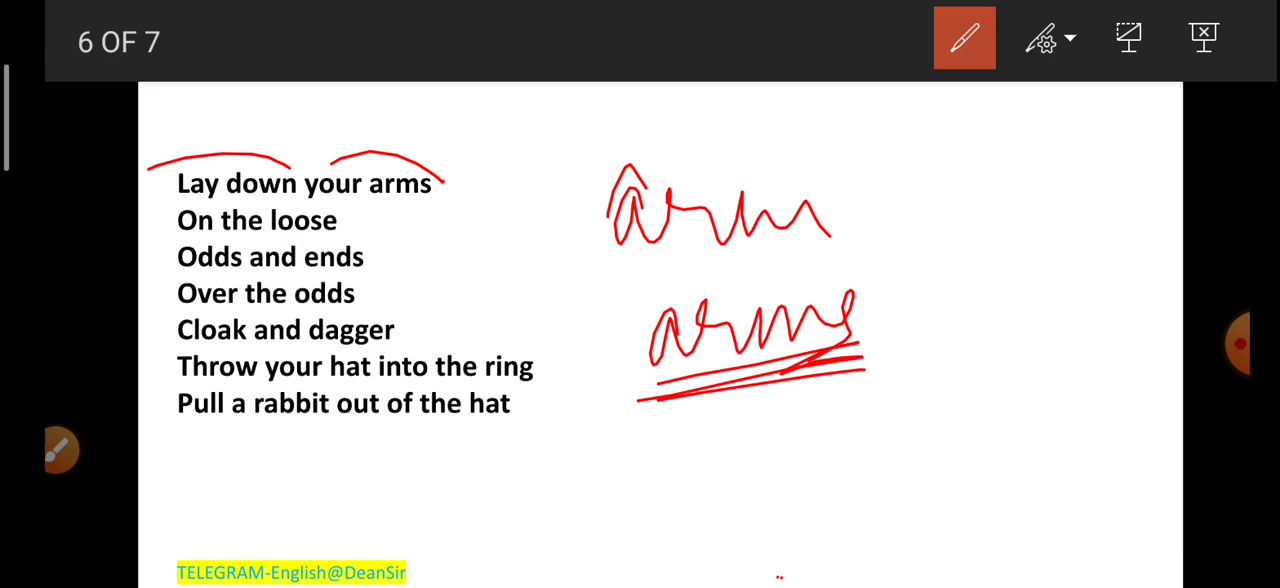 6 OF 7
Lay down your arms
On the loose
Odds and ends
Over the odds
Cloak and dagger
Throw your hat into the ring
Pull a rabbit out of the hat
arm
arms
TELEGRAM-English@DeanSir